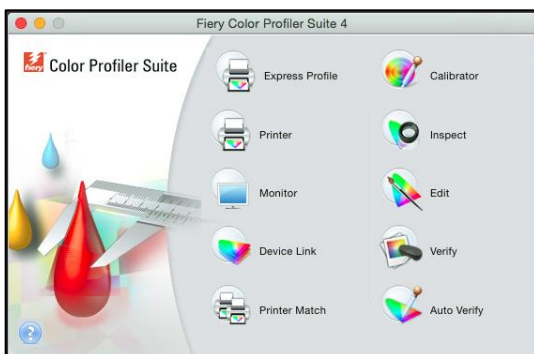 Fiery Color Profiler Suite 4
fiery
Color Profiler Suite
Express Profile
Calibrator
Printer
Inspect
Monitor
Edit
Device Link
Verify
Printer Match
Auto Verify
?